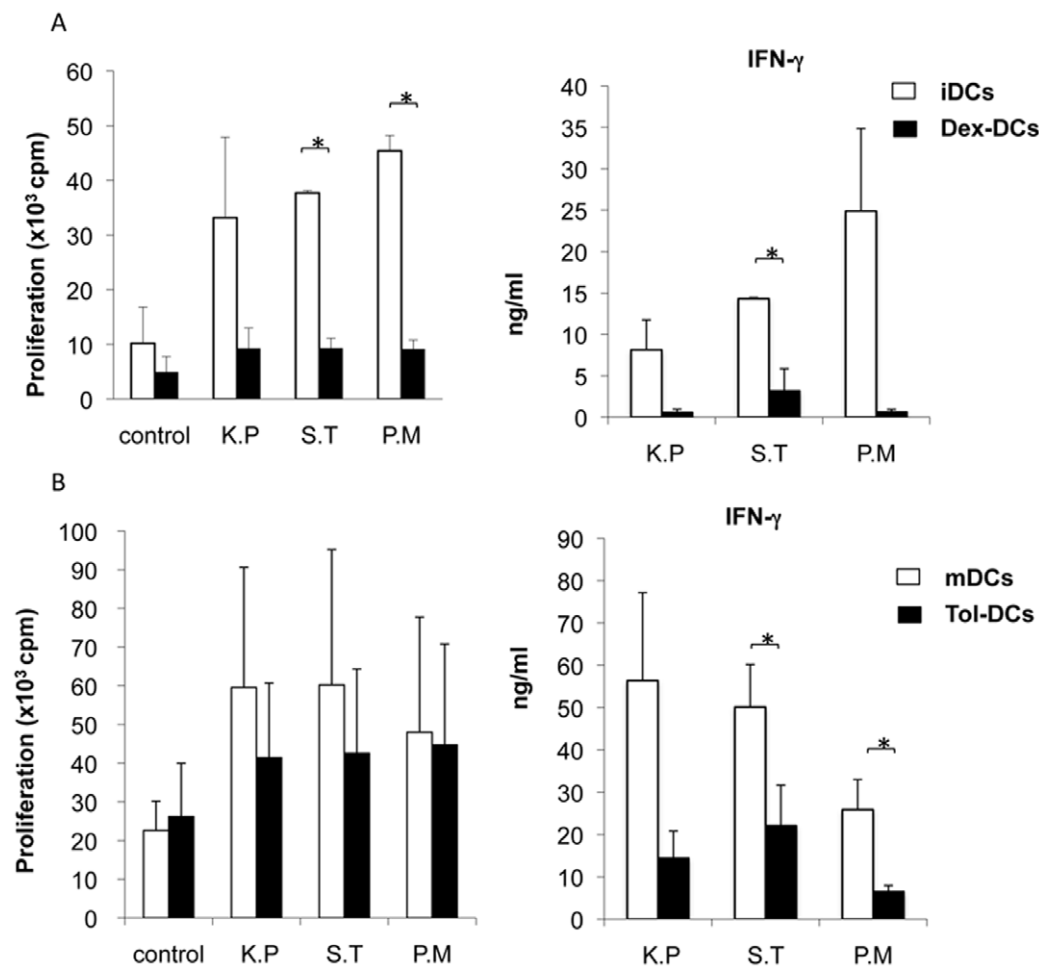 A
Proliferation (x10³ cpm)
60
50
40
30
20
10
0
*
*
control K.P S.T P.M
IFN-γ
ng/ml
40
35
30
25
20
15
10
5
0
*
K.P S.T P.M
iDCs
Dex-DCs
B
Proliferation (x10³ cpm)
100
90
80
70
60
50
40
30
20
10
0
control K.P S.T P.M
IFN-γ
ng/ml
90
80
70
60
50
40
30
20
10
0
*
*
K.P S.T P.M
mDCs
Tol-DCs